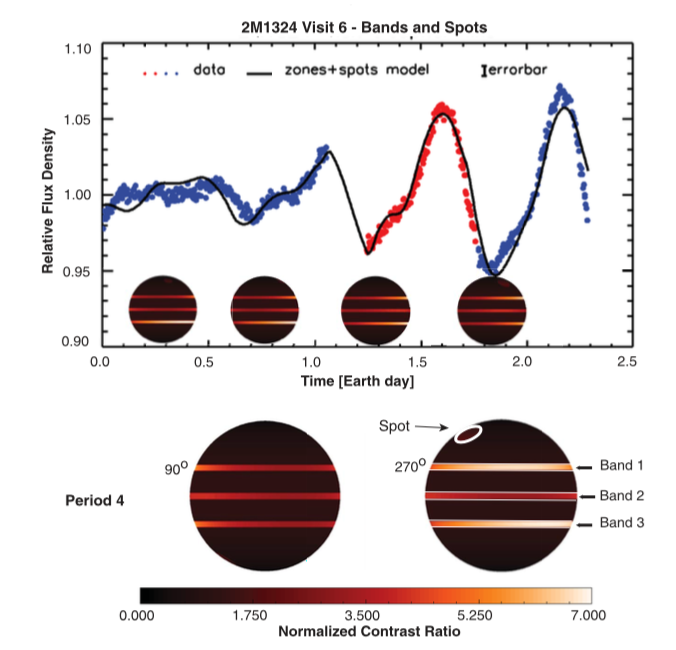 2M1324 Visit 6 - Bands and Spots
1.10
data
zones+spots model
errorbar
1.05
Relative Flux Density
1.00
0.95
0.90
0.0 0.5 1.0 1.5 2.0 2.5
Time [Earth day]
Spot
90°
270°
Band 1
Period 4
Band 2
Band 3
0.000 1.750 3.500 5.250 7.000
Normalized Contrast Ratio